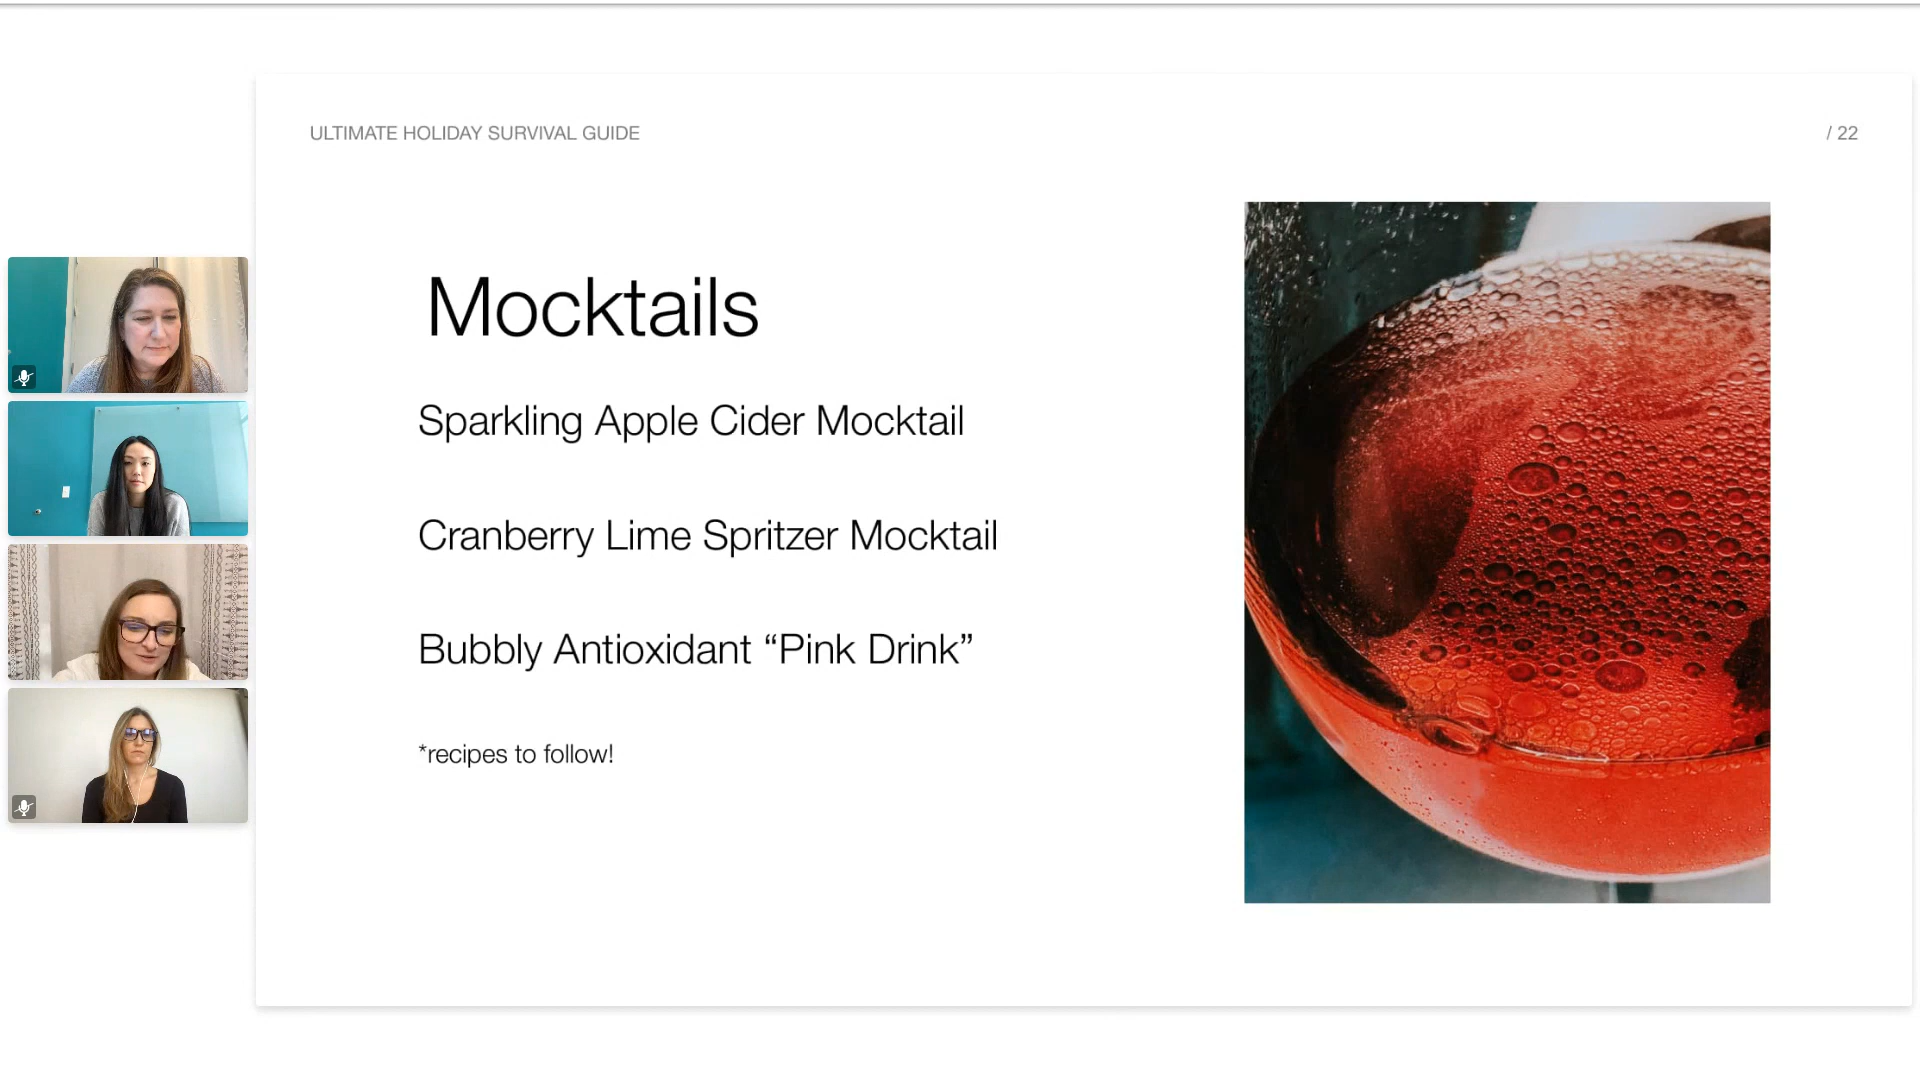 ULTIMATE HOLIDAY SURVIVAL GUIDE
/ 22
Mocktails
Sparkling Apple Cider Mocktail
Cranberry Lime Spritzer Mocktail
Bubbly Antioxidant “Pink Drink”
*recipes to follow!